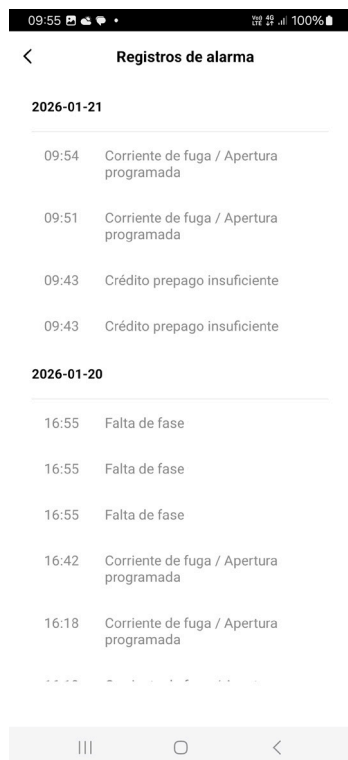 09:55
Vo)) LTE 4G 100%
Registros de alarma
2026-01-21
09:54 Corriente de fuga / Apertura
programada
09:51 Corriente de fuga / Apertura
programada
09:43 Crédito prepago insuficiente
09:43 Crédito prepago insuficiente
2026-01-20
16:55 Falta de fase
16:55 Falta de fase
16:55 Falta de fase
16:42 Corriente de fuga / Apertura
programada
16:18 Corriente de fuga / Apertura
programada